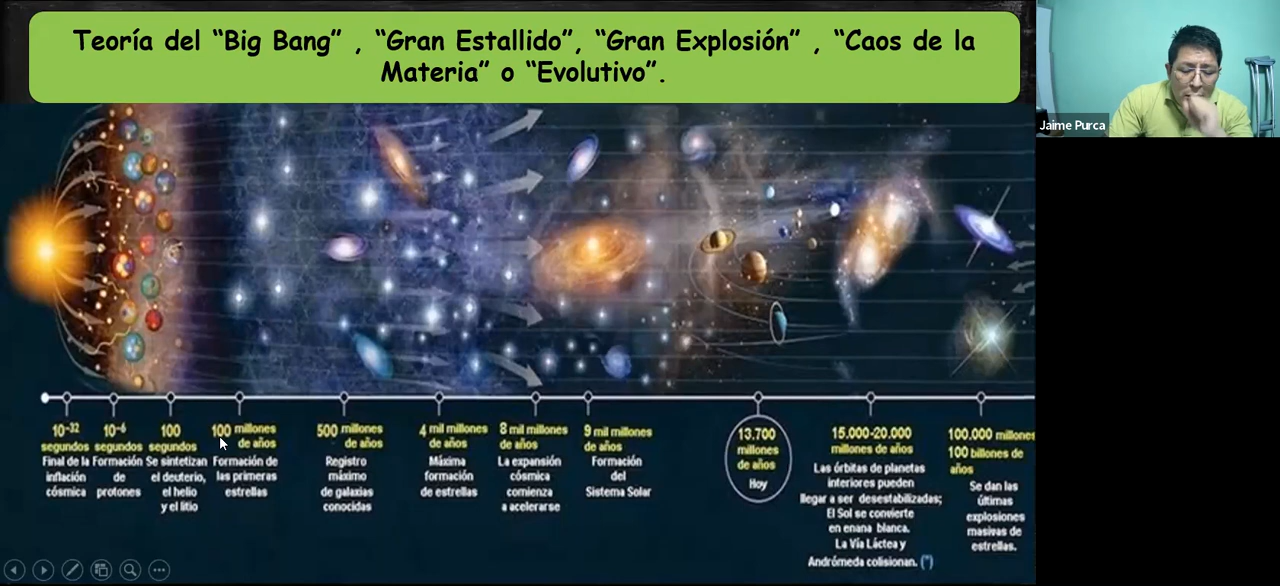 Teoría del “Big Bang” , “Gran Estallido”, “Gran Explosión” , “Caos de la
Materia” o “Evolutivo”.
Jaime Purca
10-32
segundos
Final de la
inflación
cósmica
10-6
segundos
Formación
de
protones
100
segundos
Se sintetizan
el deuterio,
el helio
y el litio
100 millones
de años
Formación de
las primeras
estrellas
500 millones
de años
Registro
máximo
de galaxias
conocidas
4 mil millones
de años
Máxima
formación
de estrellas
8 mil millones
de años
La expansión
cósmica
comienza
a acelerarse
9 mil millones
de años
Formación
del
Sistema Solar
13.700
millones
de años
Hoy
15.000-20.000
millones de años
Las órbitas de planetas
interiores pueden
llegar a ser desestabilizadas;
El Sol se convierte
en enana blanca.
La Vía Láctea y
Andrómeda colisionan. (*)
100.000 millones
100 billones de
años
Se dan las
últimas
explosiones
masivas de
estrellas.